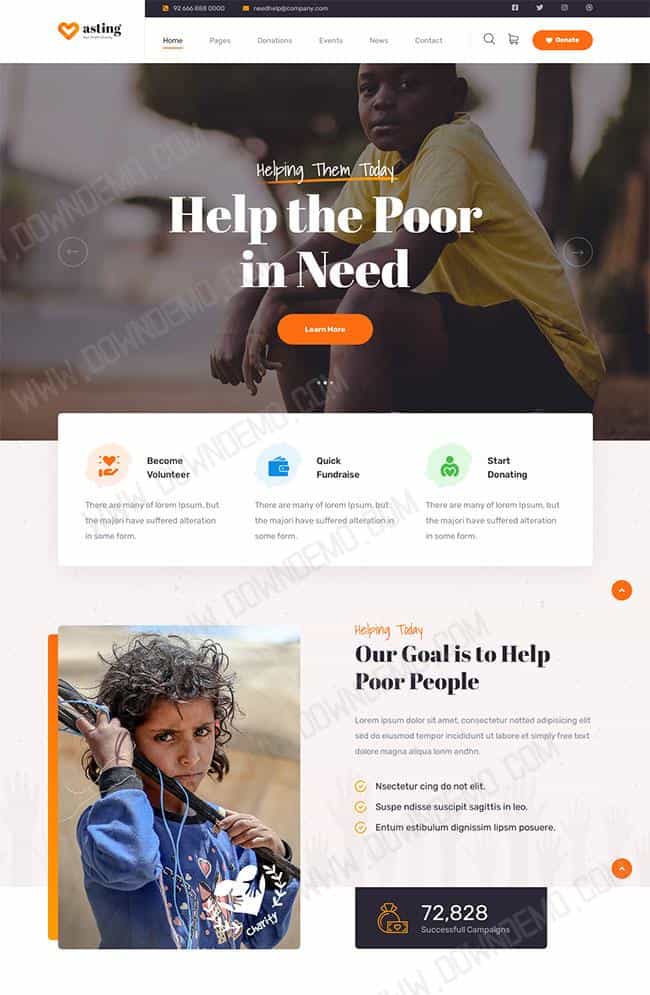 92 666 888 0000
needhelp@company.com
asting
Home
Pages
Donations
Events
News
Contact
Donate
Helping Them Today
Help the Poor
in Need
Learn More
Become
Volunteer
There are many of lorem Ipsum, but
the majori have suffered alteration
in some form.
Quick
Fundraise
There are many of lorem Ipsum, but
the majori have suffered alteration
in some form.
Start
Donating
There are many of lorem Ipsum, but
the majori have suffered alteration
in some form.
Helping Today
Our Goal is to Help
Poor People
Lorem ipsum dolor sit amet, consectetur notted adipisicing elit
sed do eiusmod tempor incididunt ut labore et simply free text
dolore magna aliqua lonm endhn.
Nsectetur cing do not elit.
Suspe ndisse suscipit sagittis in leo.
Entum estibulum dignissim lipsm posuere.
Charity
72,828
Successfull Campaigns
WWW.DOWNDEMO.COM